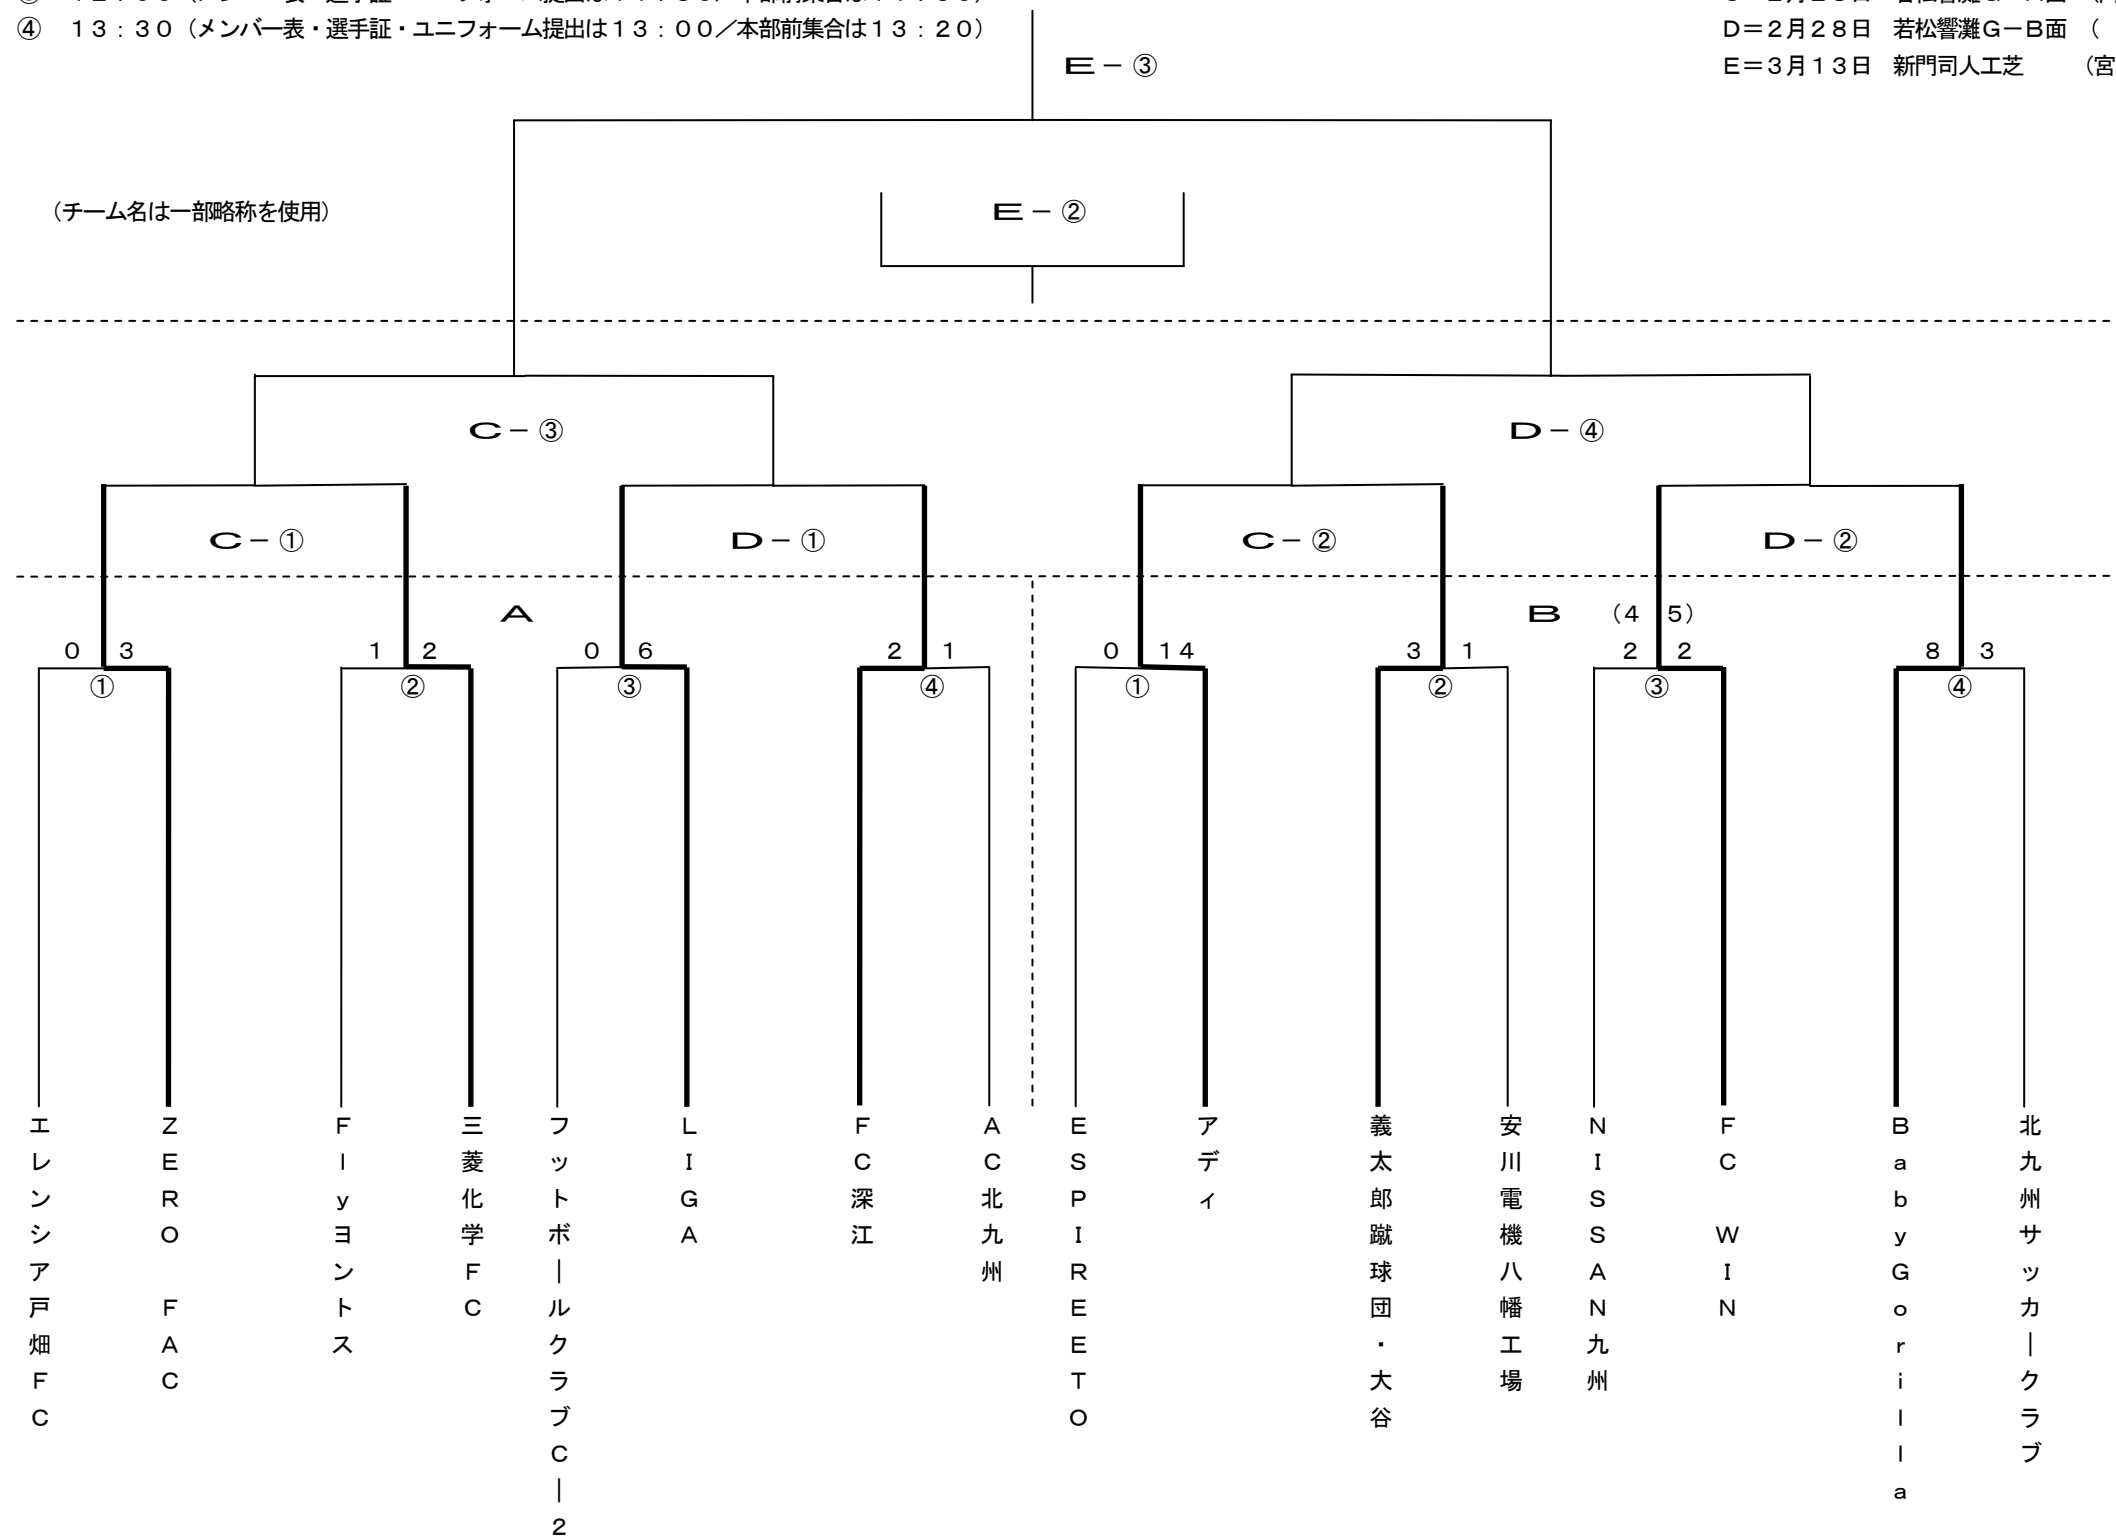 ④　１３：３０（メンバー表・選手証・ユニフォーム提出は１３：００／本部前集合は１３：２０）
D＝２月２８日　若松響灘Ｇ－Ｂ面　（
E＝３月１３日　新門司人工芝　　（宮
E－③
（チーム名は一部略称を使用）
E－②
C－③
D－④
C－①
D－①
C－②
D－②
A
B　（４　５）
０　３
１　２
０　６
２　１
０　１４
３　１
２　２
８　３
①
②
③
④
①
②
③
④
エレンシア戸畑ＦＣ
ＺＥＲＯ　ＦＡＣ
Ｆｌｙヨントス
三菱化学ＦＣ
フットボールクラブＣ－２
ＬＩＧＡ
ＦＣ深江
ＡＣ北九州
ＥＳＰＩＲＥＥＴＯ
アディ
義太郎蹴球団・大谷
安川電機八幡工場
ＮＩＳＳＡＮ九州
ＦＣ　ＷＩＮ
ＢａｂｙＧｏｒｉｌｌａ
北九州サッカークラブ